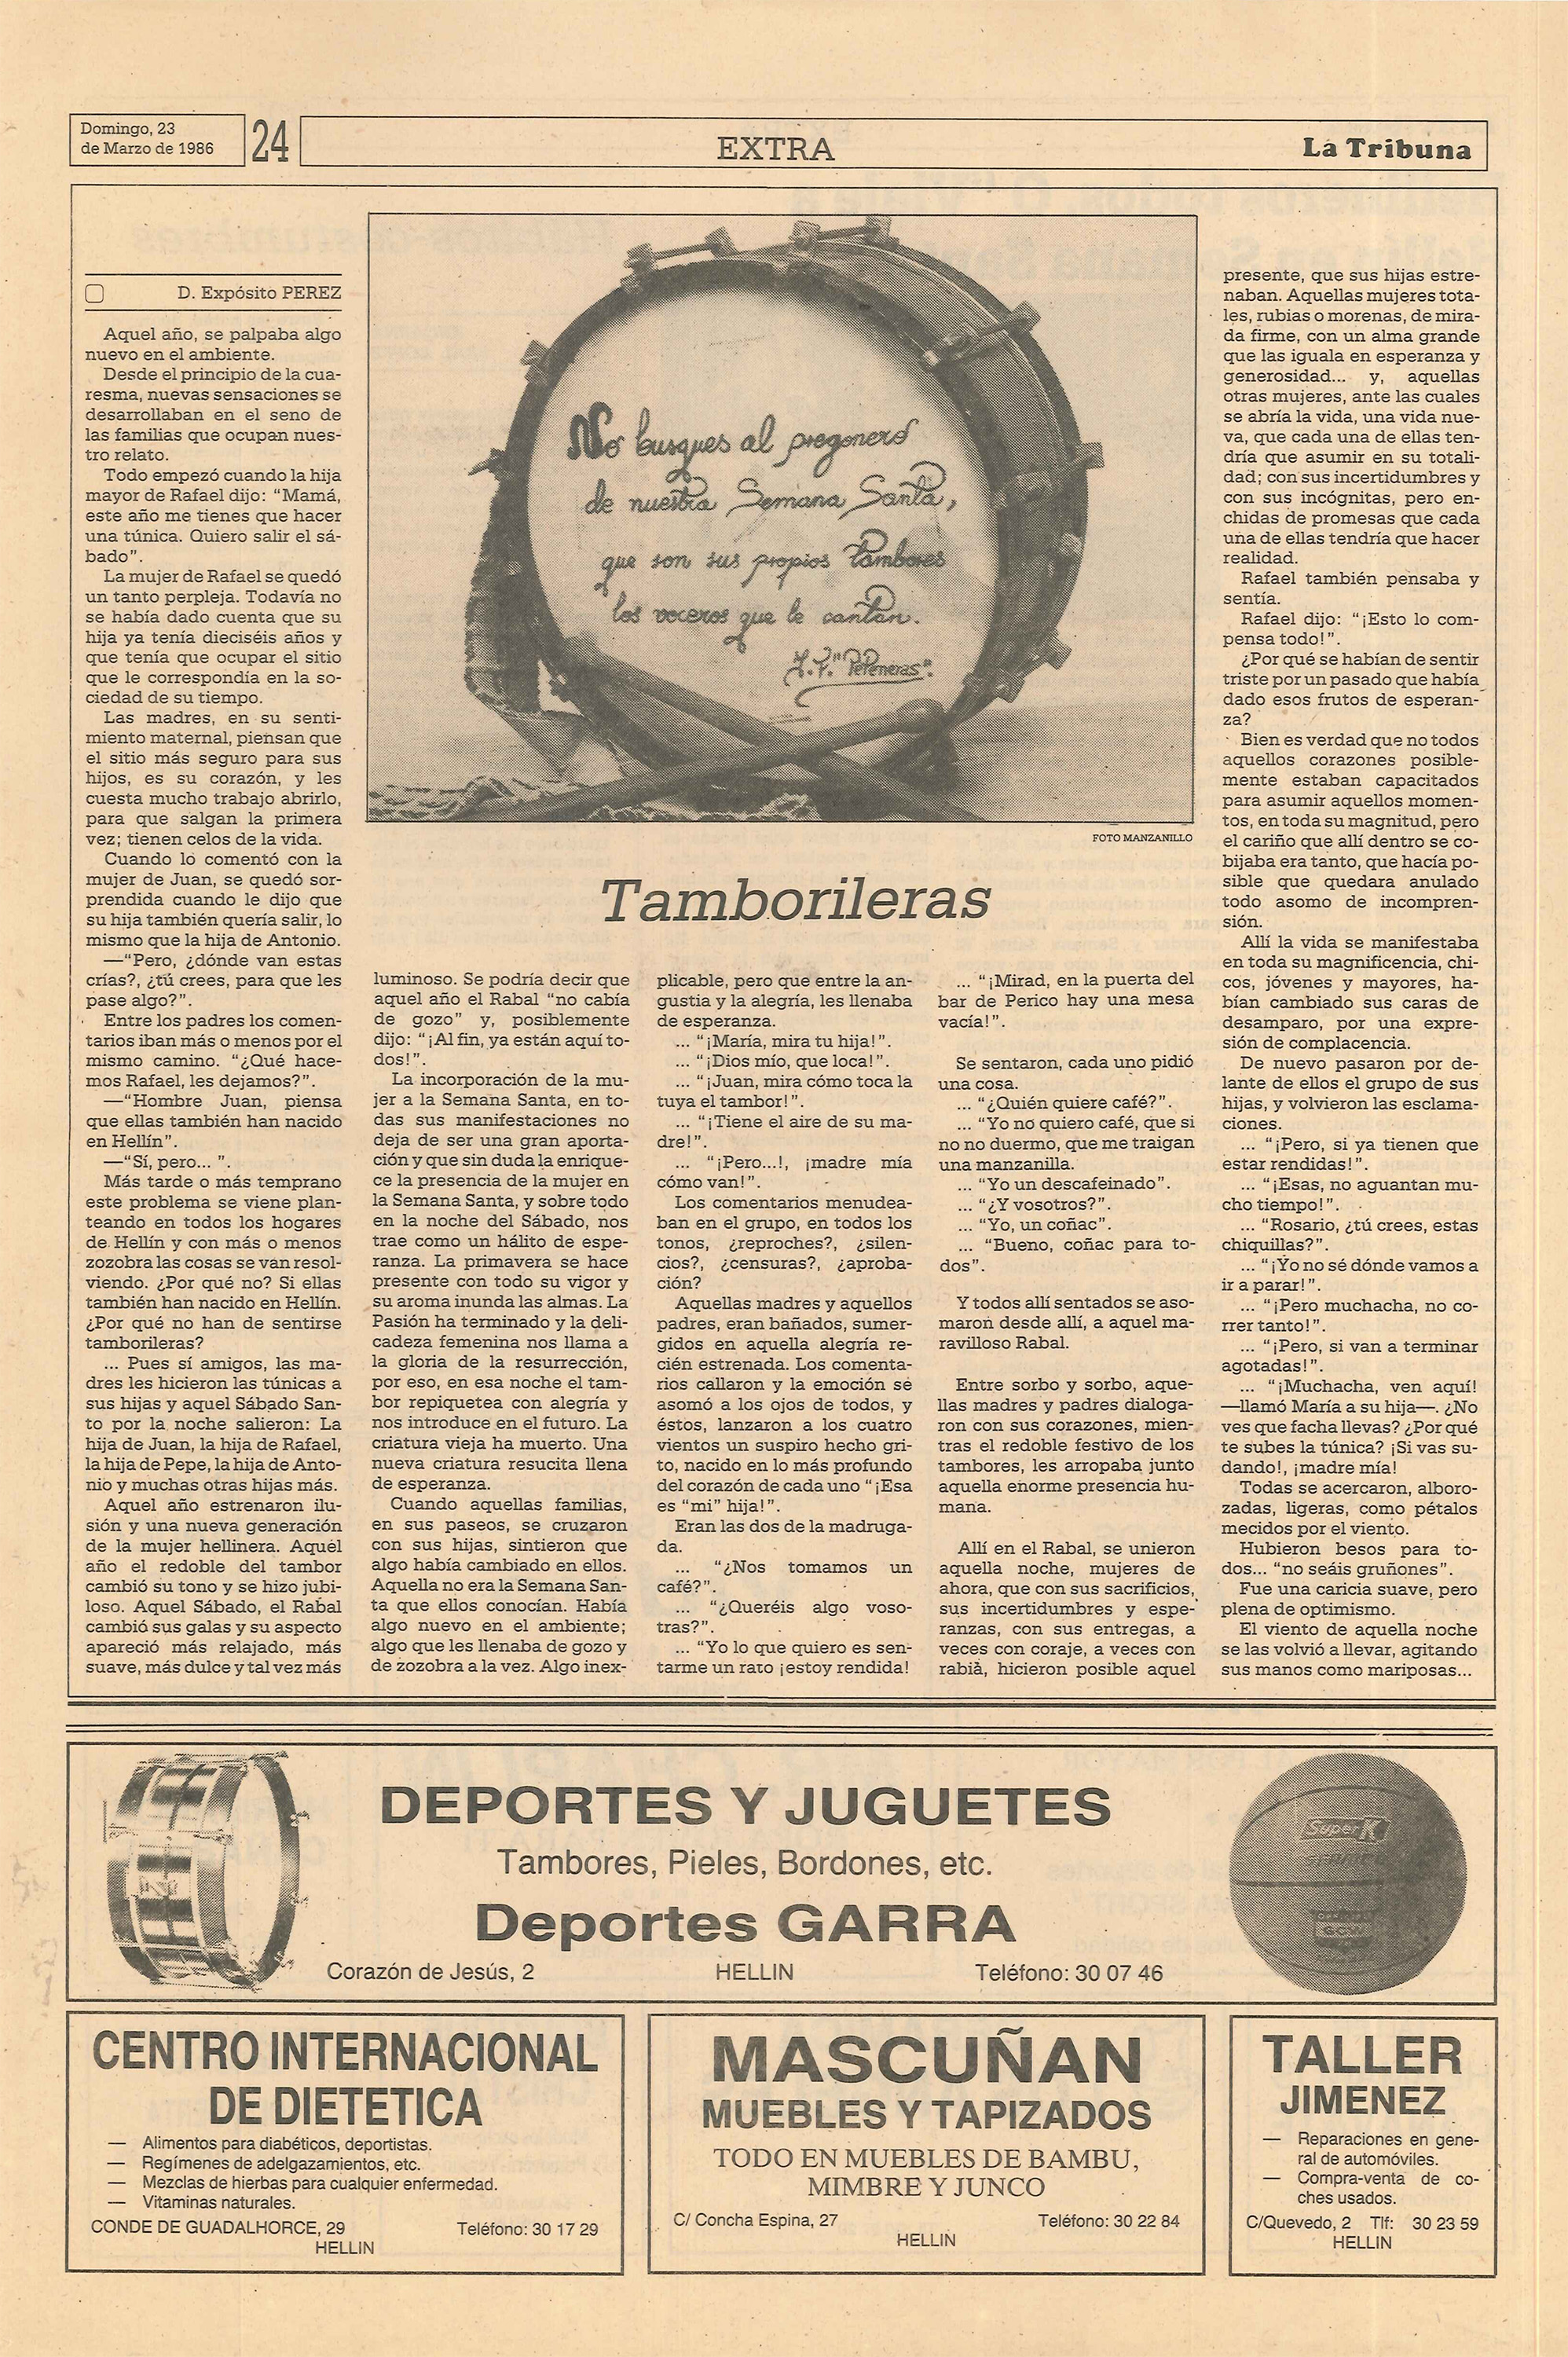 Domingo, 23
de Marzo de 1986
24
EXTRA
La Tribuna
No busques al pregonero
de nuestra Semana Santa,
que son sus propios tambores
los voceros que le cantan.
"Pepeneras".
FOTO MANZANILLO
Tamborileras
D. Expósito PEREZ
Aquel año, se palpaba algo
nuevo en el ambiente.
Desde el principio de la cua-
resma, nuevas sensaciones se
desarrollaban en el seno de
las familias que ocupan nues-
tro relato.
Todo empezó cuando la hija
mayor de Rafael dijo: “Mamá,
este año me tienes que hacer
una túnica. Quiero salir el sá-
bado”.
La mujer de Rafael se quedó
un tanto perpleja. Todavía no
se había dado cuenta que su
hija ya tenía dieciséis años y
que tenía que ocupar el sitio
que le correspondía en la so-
ciedad de su tiempo.
Las madres, en su senti-
miento maternal, piensan que
el sitio más seguro para sus
hijos, es su corazón, y les
cuesta mucho trabajo abrirlo,
para que salgan la primera
vez; tienen celos de la vida.
Cuando lo comentó con la
mujer de Juan, se quedó sor-
prendida cuando le dijo que
su hija también quería salir, lo
mismo que la hija de Antonio.
—“Pero, ¿dónde van estas
crías?, ¿tú crees, para que les
pase algo?”.
Entre los padres los comen-
tarios iban más o menos por el
mismo camino. “¿Qué hace-
mos Rafael, les dejamos?”.
—“Hombre Juan, piensa
que ellas también han nacido
en Hellín”.
—“Sí, pero... ”.
Más tarde o más temprano
este problema se viene plan-
teando en todos los hogares
de Hellín y con más o menos
zozobra las cosas se van resol-
viendo. ¿Por qué no? Si ellas
también han nacido en Hellín.
¿Por qué no han de sentirse
tamborileras?
... Pues sí amigos, las ma-
dres les hicieron las túnicas a
sus hijas y aquel Sábado San-
to por la noche salieron: La
hija de Juan, la hija de Rafael,
la hija de Pepe, la hija de Anto-
nio y muchas otras hijas más.
Aquel año estrenaron ilu-
sión y una nueva generación
de la mujer hellinera. Aquel
año el redoble del tambor
cambió su tono y se hizo jubi-
loso. Aquel Sábado, el Rabal
cambió sus galas y su aspecto
apareció más relajado, más
suave, más dulce y tal vez más
luminoso. Se podría decir que
aquel año el Rabal “no cabía
de gozo” y, posiblemente
dijo: “¡Al fin, ya están aquí to-
dos!”.
La incorporación de la mu-
jer a la Semana Santa, en to-
das sus manifestaciones no
deja de ser una gran aporta-
ción y que sin duda la enrique-
ce la presencia de la mujer en
la Semana Santa, y sobre todo
en la noche del Sábado, nos
trae como un hálito de espe-
ranza. La primavera se hace
presente con todo su vigor y
su aroma inunda las almas. La
Pasión ha terminado y la deli-
cadeza femenina nos llama a
la gloria de la resurrección,
por eso, en esa noche el tam-
bor repiquetea con alegría y
nos introduce en el futuro. La
criatura vieja ha muerto. Una
nueva criatura resucita llena
de esperanza.
Cuando aquellas familias,
en sus paseos, se cruzaron
con sus hijas, sintieron que
algo había cambiado en ellos.
Aquella no era la Semana San-
ta que ellos conocían. Había
algo nuevo en el ambiente;
algo que les llenaba de gozo y
de zozobra a la vez. Algo inex-
plicable, pero que entre la an-
gustia y la alegría, les llenaba
de esperanza.
... “¡María, mira tu hija!”.
... “¡Dios mío, que loca!”.
... “¡Juan, mira cómo toca la
tuya el tambor!”.
... “¡Tiene el aire de su ma-
dre!”.
... “¡Pero...!, ¡madre mía
cómo van!”.
Los comentarios menudea-
ban en el grupo, en todos los
tonos, ¿reproches?, ¿silen-
cios?, ¿censuras?, ¿aproba-
ción?
Aquellas madres y aquellos
padres, eran bañados, sumer-
gidos en aquella alegría re-
cién estrenada. Los comenta-
rios callaron y la emoción se
asomó a los ojos de todos, y
éstos, lanzaron a los cuatro
vientos un suspiro hecho gri-
to, nacido en lo más profundo
del corazón de cada uno “¡Esa
es “mi” hija!”.
Eran las dos de la madruga-
da.
... “¿Nos tomamos un
café?”.
... “¿Queréis algo voso-
tras?”.
... “Yo lo que quiero es sen-
tarme un rato ¡estoy rendida!
... “¡Mirad, en la puerta del
bar de Perico hay una mesa
vacía!”.
Se sentaron, cada uno pidió
una cosa.
... “¿Quién quiere café?”.
... “Yo no quiero café, que si
no no duermo, que me traigan
una manzanilla.
... “Yo un descafeinado”.
... “¿Y vosotros?”.
... “Yo, un coñac”.
... “Bueno, coñac para to-
dos”.
Y todos allí sentados se aso-
maron desde allí, a aquel ma-
ravilloso Rabal.
Entre sorbo y sorbo, aque-
llas madres y padres dialoga-
ron con sus corazones, mien-
tras el redoble festivo de los
tambores, les arropaba junto
aquella enorme presencia hu-
mana.
Allí en el Rabal, se unieron
aquella noche, mujeres de
ahora, que con sus sacrificios,
sus incertidumbres y espe-
ranzas, con sus entregas, a
veces con coraje, a veces con
rabia, hicieron posible aquel
presente, que sus hijas estre-
naban. Aquellas mujeres tota-
les, rubias o morenas, de mira-
da firme, con un alma grande
que las iguala en esperanza y
generosidad... y, aquellas
otras mujeres, ante las cuales
se abría la vida, una vida nue-
va, que cada una de ellas ten-
dría que asumir en su totali-
dad; con sus incertidumbres y
con sus incógnitas, pero en-
chidas de promesas que cada
una de ellas tendría que hacer
realidad.
Rafael también pensaba y
sentía.
Rafael dijo: “¡Esto lo com-
pensa todo!”.
¿Por qué se habían de sentir
triste por un pasado que había
dado esos frutos de esperan-
za?
Bien es verdad que no todos
aquellos corazones posible-
mente estaban capacitados
para asumir aquellos momen-
tos, en toda su magnitud, pero
el cariño que allí dentro se co-
bijaba era tanto, que hacía po-
sible que quedara anulado
todo asomo de incompren-
sión.
Allí la vida se manifestaba
en toda su magnificencia, chi-
cos, jóvenes y mayores, ha-
bían cambiado sus caras de
desamparo, por una expre-
sión de complacencia.
De nuevo pasaron por de-
lante de ellos el grupo de sus
hijas, y volvieron las esclama-
ciones.
... “¡Pero, si ya tienen que
estar rendidas!”.
... “¡Esas, no aguantan mu-
cho tiempo!”.
... “Rosario, ¿tú crees, estas
chiquillas?”.
... “¡Yo no sé dónde vamos a
ir a parar!”.
... “¡Pero muchacha, no co-
rrer tanto!”.
... “¡Pero, si van a terminar
agotadas!”.
... “¡Muchacha, ven aquí!
—llamó María a su hija—. ¿No
ves que facha llevas? ¿Por qué
te subes la túnica? ¡Si vas su-
dando!, ¡madre mía!
Todas se acercaron, alboro-
zadas, ligeras, como pétalos
mecidos por el viento.
Hubieron besos para to-
dos... “no seáis gruñones”.
Fue una caricia suave, pero
plena de optimismo.
El viento de aquella noche
se las volvió a llevar, agitando
sus manos como mariposas...
DEPORTES Y JUGUETES
Tambores, Pieles, Bordones, etc.
Deportes GARRA
Corazón de Jesús, 2 HELLIN Teléfono: 30 07 46
Super K
CENTRO INTERNACIONAL
DE DIETETICA
— Alimentos para diabéticos, deportistas.
— Regímenes de adelgazamientos, etc.
— Mezclas de hierbas para cualquier enfermedad.
— Vitaminas naturales.
CONDE DE GUADALHORCE, 29 Teléfono: 30 17 29
HELLIN
MASCUÑAN
MUEBLES Y TAPIZADOS
TODO EN MUEBLES DE BAMBU,
MIMBRE Y JUNCO
C/ Concha Espina, 27 Teléfono: 30 22 84
HELLIN
TALLER
JIMENEZ
— Reparaciones en gene-
ral de automóviles.
— Compra-venta de co-
ches usados.
C/Quevedo, 2 Tlf: 30 23 59
HELLIN